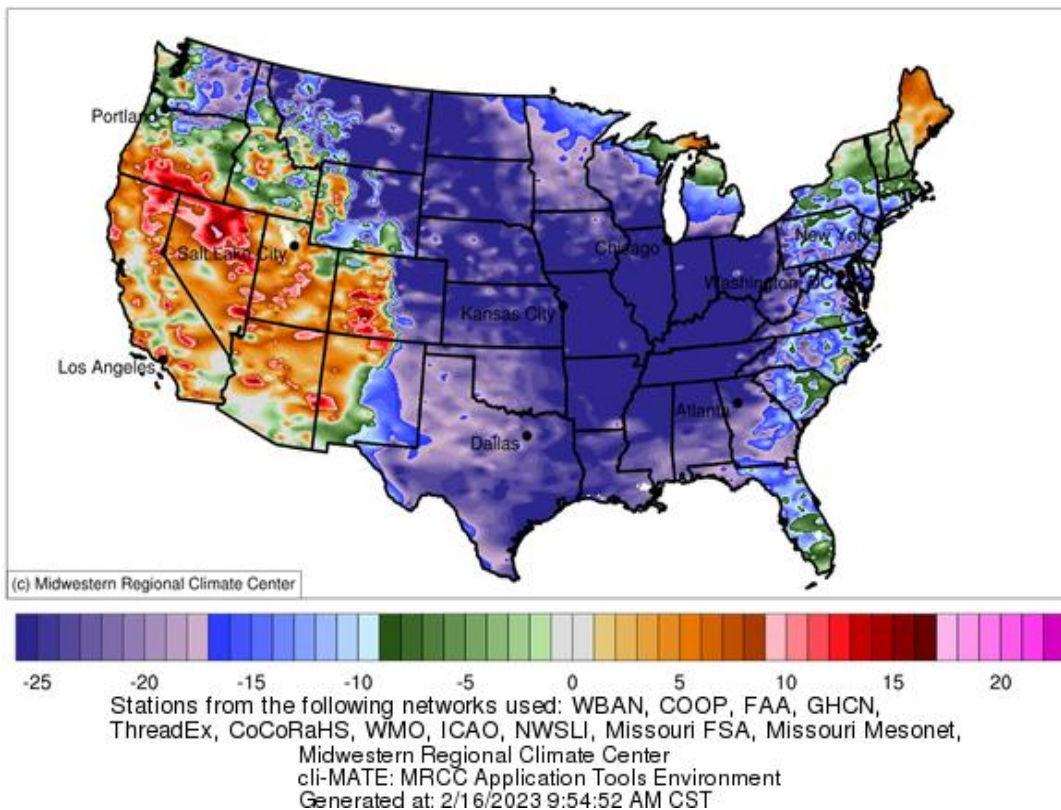 Portland
Salt Lake City
Chicago
New York
Washington, DC
Kansas City
Los Angeles
Atlanta
Dallas
(c) Midwestern Regional Climate Center
-25 -20 -15 -10 -5 0 5 10 15 20
Stations from the following networks used: WBAN, COOP, FAA, GHCN,
ThreadEx, CoCoRaHS, WMO, ICAO, NWSLI, Missouri FSA, Missouri Mesonet,
Midwestern Regional Climate Center
cli-MATE: MRCC Application Tools Environment
Generated at: 2/16/2023 9:54:52 AM CST